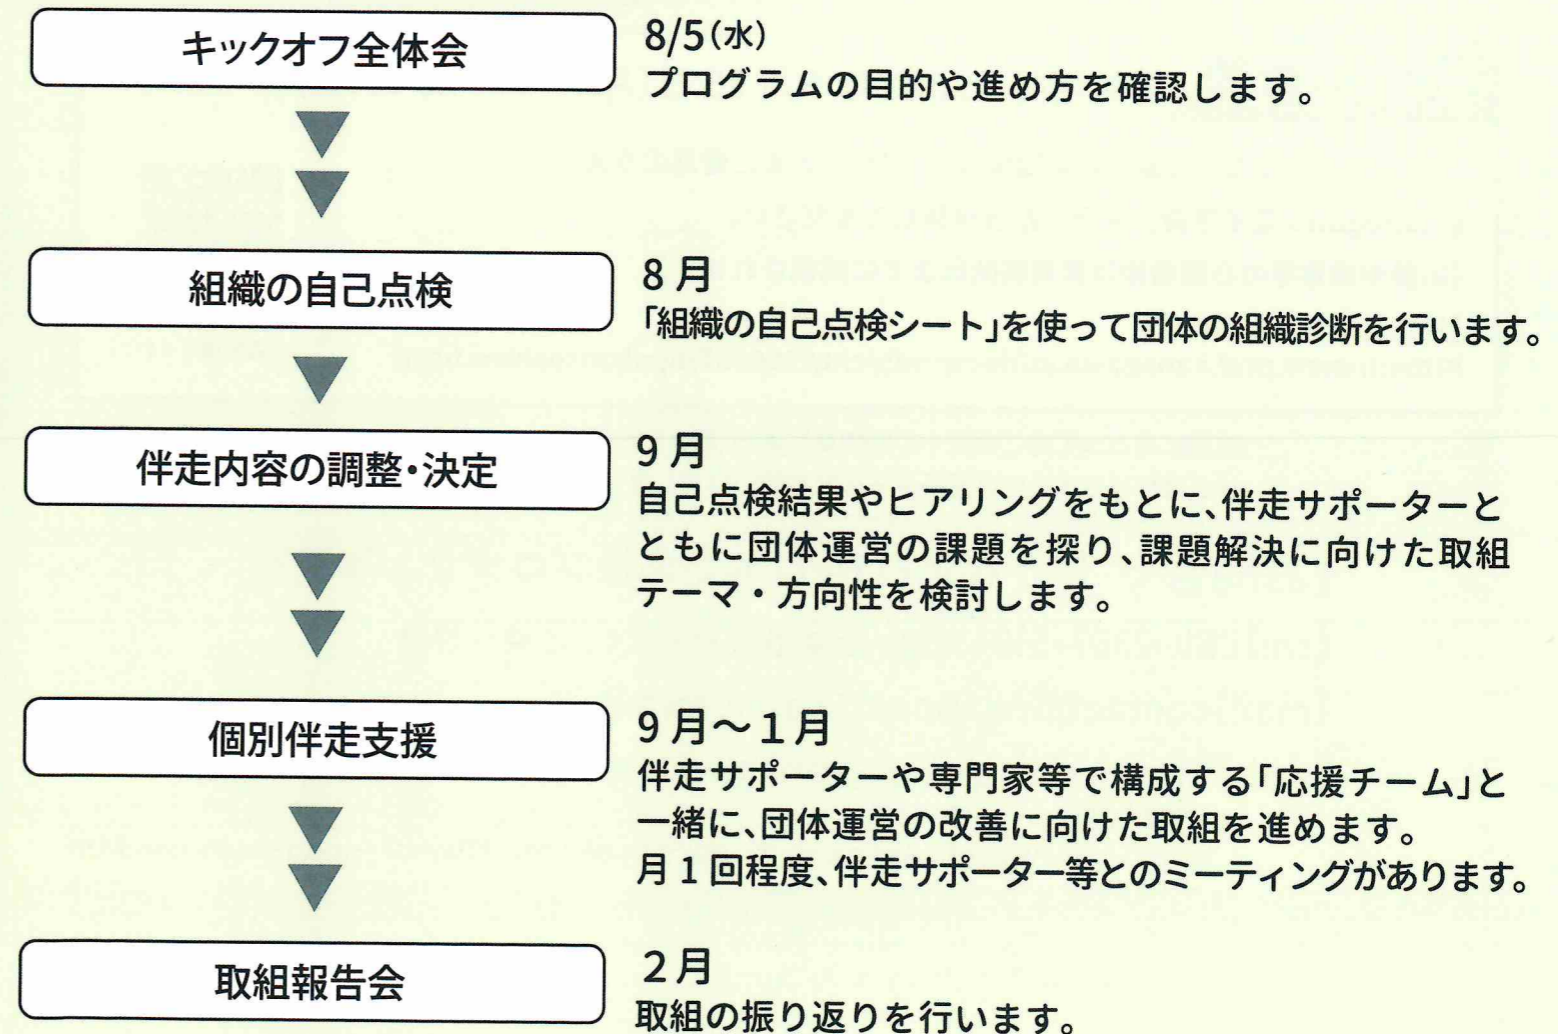 キックオフ全体会
8/5(水)
プログラムの目的や進め方を確認します。
組織の自己点検
8月
「組織の自己点検シート」を使って団体の組織診断を行います。
伴走内容の調整・決定
9月
自己点検結果やヒアリングをもとに、伴走サポーターと
ともに団体運営の課題を探り、課題解決に向けた取組
テーマ・方向性を検討します。
個別伴走支援
9月～1月
伴走サポーターや専門家等で構成する「応援チーム」と
一緒に、団体運営の改善に向けた取組を進めます。
月1回程度、伴走サポーター等とのミーティングがあります。
取組報告会
2月
取組の振り返りを行います。